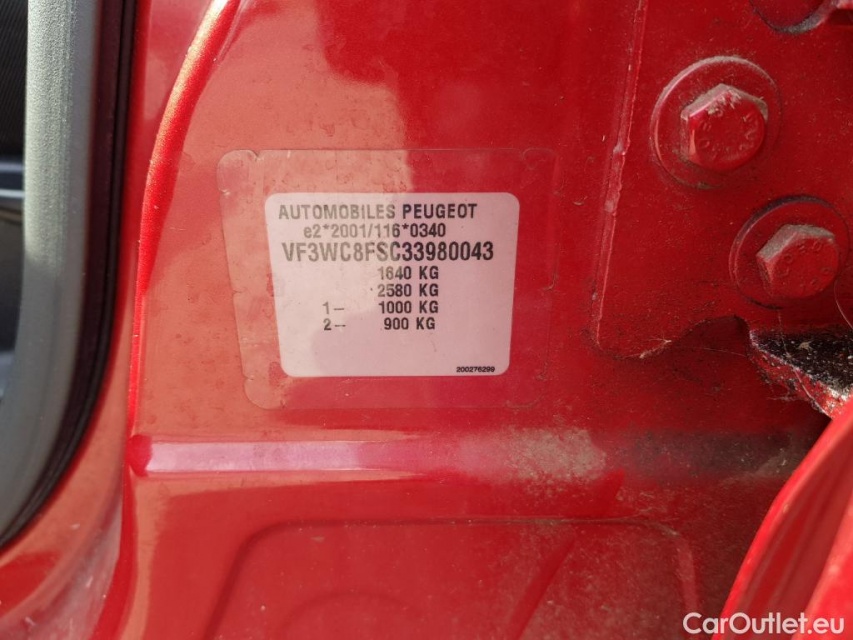 AUTOMOBILES PEUGEOT
e2*2001/116*0340
VF3WC8FSC33980043
1640 KG
2580 KG
1-- 1000 KG
2-- 900 KG
200276299
CarOutlet.eu